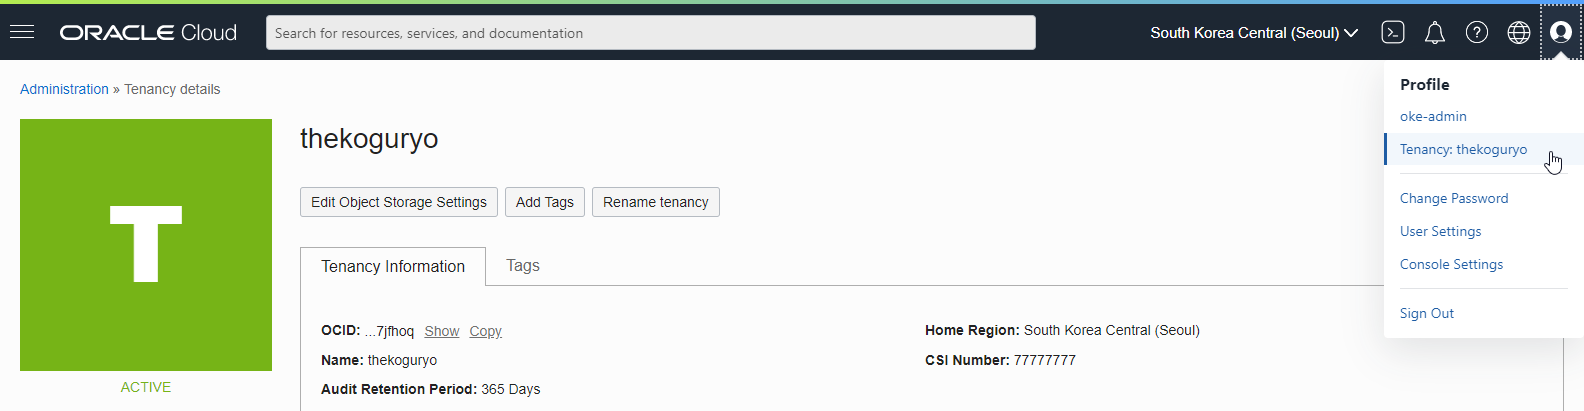 ORACLE Cloud
Search for resources, services, and documentation
South Korea Central (Seoul)
Administration » Tenancy details
T
ACTIVE
thekoguryo
Edit Object Storage Settings Add Tags Rename tenancy
Tenancy Information Tags
OCID: ...7jfhoq Show Copy
Name: thekoguryo
Audit Retention Period: 365 Days
Home Region: South Korea Central (Seoul)
CSI Number: 77777777
Profile
oke-admin
Tenancy: thekoguryo
Change Password
User Settings
Console Settings
Sign Out